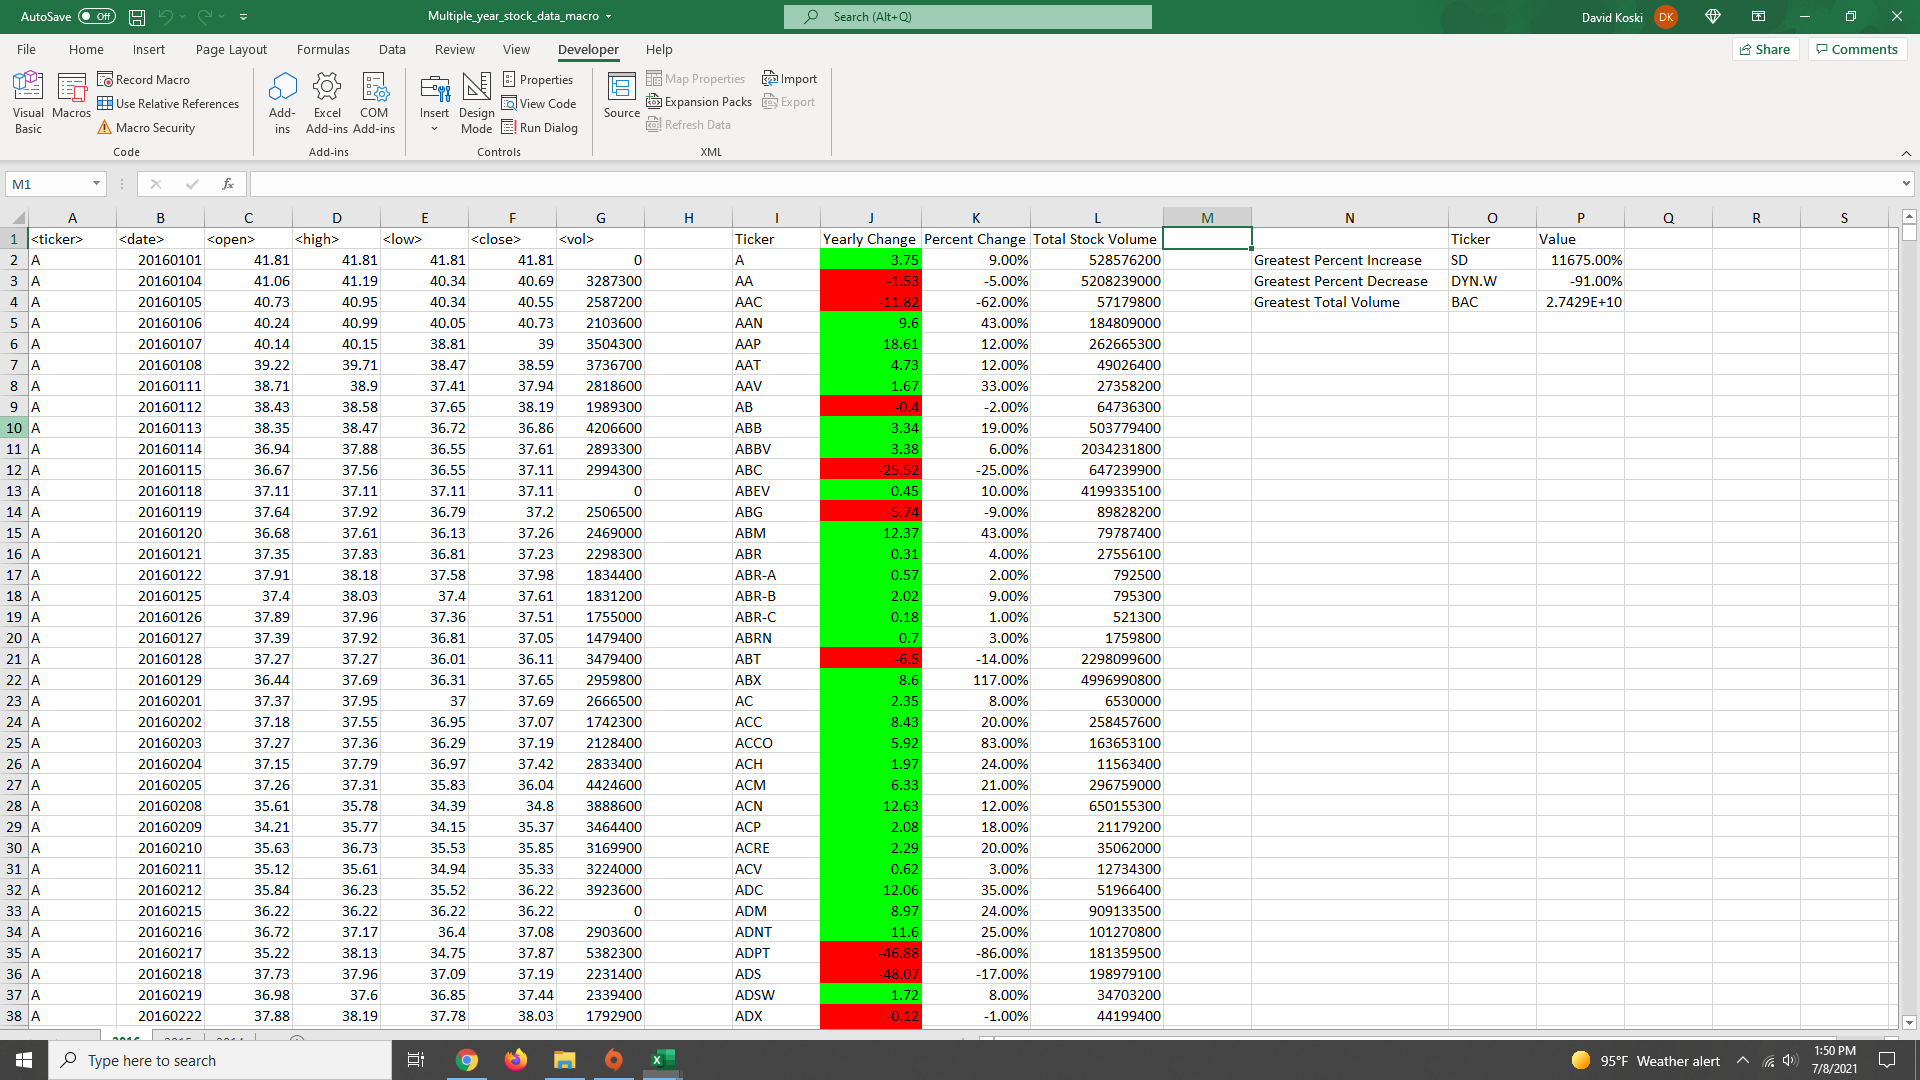 AutoSave Off Multiple_year_stock_data_macro Search (Alt+Q) David Koski DK
File Home Insert Page Layout Formulas Data Review View Developer Help Share Comments
Visual Basic Macros Record Macro Use Relative References Macro Security Add-ins Excel Add-ins COM Add-ins Insert Design Mode Properties View Code Run Dialog Source Map Properties Expansion Packs Refresh Data Import Export
Code Add-ins Controls XML
M1 fx
A B C D E F G H I J K L M N O P Q R S
1 <ticker> <date> <open> <high> <low> <close> <vol> Ticker Yearly Change Percent Change Total Stock Volume Ticker Value
2 A 20160101 41.81 41.81 41.81 41.81 0 A 3.75 9.00% 528576200 Greatest Percent Increase SD 11675.00%
3 A 20160104 41.06 41.19 40.34 40.69 3287300 AA -1.53 -5.00% 5208239000 Greatest Percent Decrease DYN.W -91.00%
4 A 20160105 40.73 40.95 40.34 40.55 2587200 AAC -11.82 -62.00% 57179800 Greatest Total Volume BAC 2.7429E+10
5 A 20160106 40.24 40.99 40.05 40.73 2103600 AAN 9.6 43.00% 184809000
6 A 20160107 40.14 40.15 38.81 39 3504300 AAP 18.61 12.00% 262665300
7 A 20160108 39.22 39.71 38.47 38.59 3736700 AAT 4.73 12.00% 49026400
8 A 20160111 38.71 38.9 37.41 37.94 2818600 AAV 1.67 33.00% 27358200
9 A 20160112 38.43 38.58 37.65 38.19 1989300 AB -0.4 -2.00% 64736300
10 A 20160113 38.35 38.47 36.72 36.86 4206600 ABB 3.34 19.00% 503779400
11 A 20160114 36.94 37.88 36.55 37.61 2893300 ABBV 3.38 6.00% 2034231800
12 A 20160115 36.67 37.56 36.55 37.11 2994300 ABC -25.52 -25.00% 647239900
13 A 20160118 37.11 37.11 37.11 37.11 0 ABEV 0.45 10.00% 4199335100
14 A 20160119 37.64 37.92 36.79 37.2 2506500 ABG -5.74 -9.00% 89828200
15 A 20160120 36.68 37.61 36.13 37.26 2469000 ABM 12.37 43.00% 79787400
16 A 20160121 37.35 37.83 36.81 37.23 2298300 ABR 0.31 4.00% 27556100
17 A 20160122 37.91 38.18 37.58 37.98 1834400 ABR-A 0.57 2.00% 792500
18 A 20160125 37.4 38.03 37.4 37.61 1831200 ABR-B 2.02 9.00% 795300
19 A 20160126 37.89 37.96 37.36 37.51 1755000 ABR-C 0.18 1.00% 521300
20 A 20160127 37.39 37.92 36.81 37.05 1479400 ABRN 0.7 3.00% 1759800
21 A 20160128 37.27 37.27 36.01 36.11 3479400 ABT -6.5 -14.00% 2298099600
22 A 20160129 36.44 37.69 36.31 37.65 2959800 ABX 8.6 117.00% 4996990800
23 A 20160201 37.37 37.95 37 37.69 2666500 AC 2.35 8.00% 6530000
24 A 20160202 37.18 37.55 36.95 37.07 1742300 ACC 8.43 20.00% 258457600
25 A 20160203 37.27 37.36 36.29 37.19 2128400 ACCO 5.92 83.00% 163653100
26 A 20160204 37.15 37.79 36.97 37.42 2833400 ACH 1.97 24.00% 11563400
27 A 20160205 37.26 37.31 35.83 36.04 4424600 ACM 6.33 21.00% 296759000
28 A 20160208 35.61 35.78 34.39 34.8 3888600 ACN 12.63 12.00% 650155300
29 A 20160209 34.21 35.77 34.15 35.37 3464400 ACP 2.08 18.00% 21179200
30 A 20160210 35.63 36.73 35.53 35.85 3169900 ACRE 2.29 20.00% 35062000
31 A 20160211 35.12 35.61 34.94 35.33 3224000 ACV 0.62 3.00% 12734300
32 A 20160212 35.84 36.23 35.52 36.22 3923600 ADC 12.06 35.00% 51966400
33 A 20160215 36.22 36.22 36.22 36.22 0 ADM 8.97 24.00% 909133500
34 A 20160216 36.72 37.17 36.4 37.08 2903600 ADNT 11.6 25.00% 101270800
35 A 20160217 35.22 38.13 34.75 37.87 5382300 ADPT -46.88 -86.00% 181359500
36 A 20160218 37.73 37.96 37.09 37.19 2231400 ADS -48.07 -17.00% 198979100
37 A 20160219 36.98 37.6 36.85 37.44 2339400 ADSW 1.72 8.00% 34703200
38 A 20160222 37.88 38.19 37.78 38.03 1792900 ADX -0.12 -1.00% 44199400
2016 2015 2014
Type here to search 95°F Weather alert 1:50 PM
7/8/2021